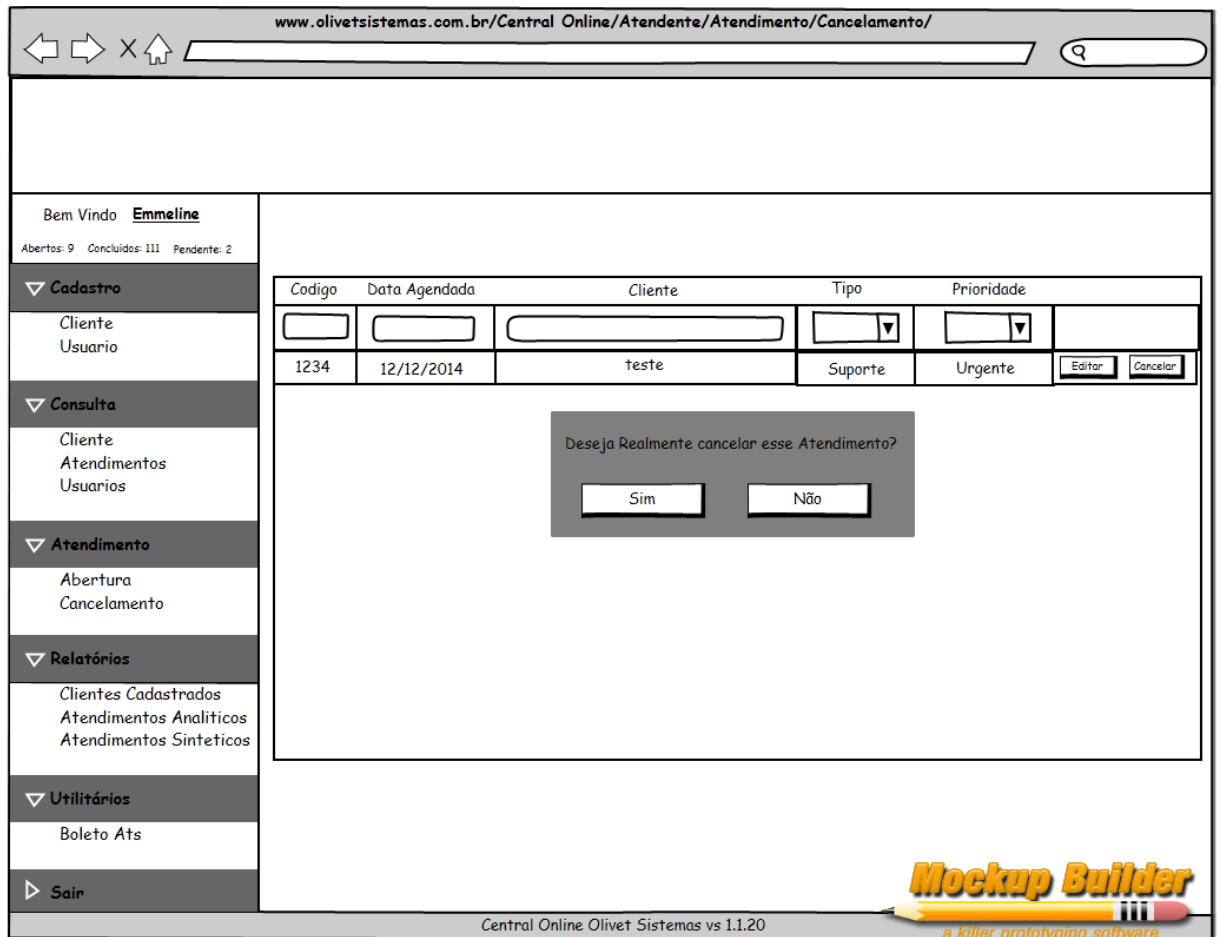 www.olivetsistemas.com.br/Central Online/Atendente/Atendimento/Cancelamento/
Bem Vindo Emmeline
Abertos: 9 Concluidos: 111 Pendente: 2
Cadastro
Cliente
Usuario
Consulta
Cliente
Atendimentos
Usuarios
Atendimento
Abertura
Cancelamento
Relatórios
Clientes Cadastrados
Atendimentos Analiticos
Atendimentos Sinteticos
Utilitários
Boleto Ats
Sair
Codigo Data Agendada Cliente Tipo Prioridade
1234 12/12/2014 teste Suporte Urgente Editar Cancelar
Deseja Realmente cancelar esse Atendimento?
Sim Não
Mockup Builder
a killer prototyping software
Central Online Olivet Sistemas vs 1.1.20